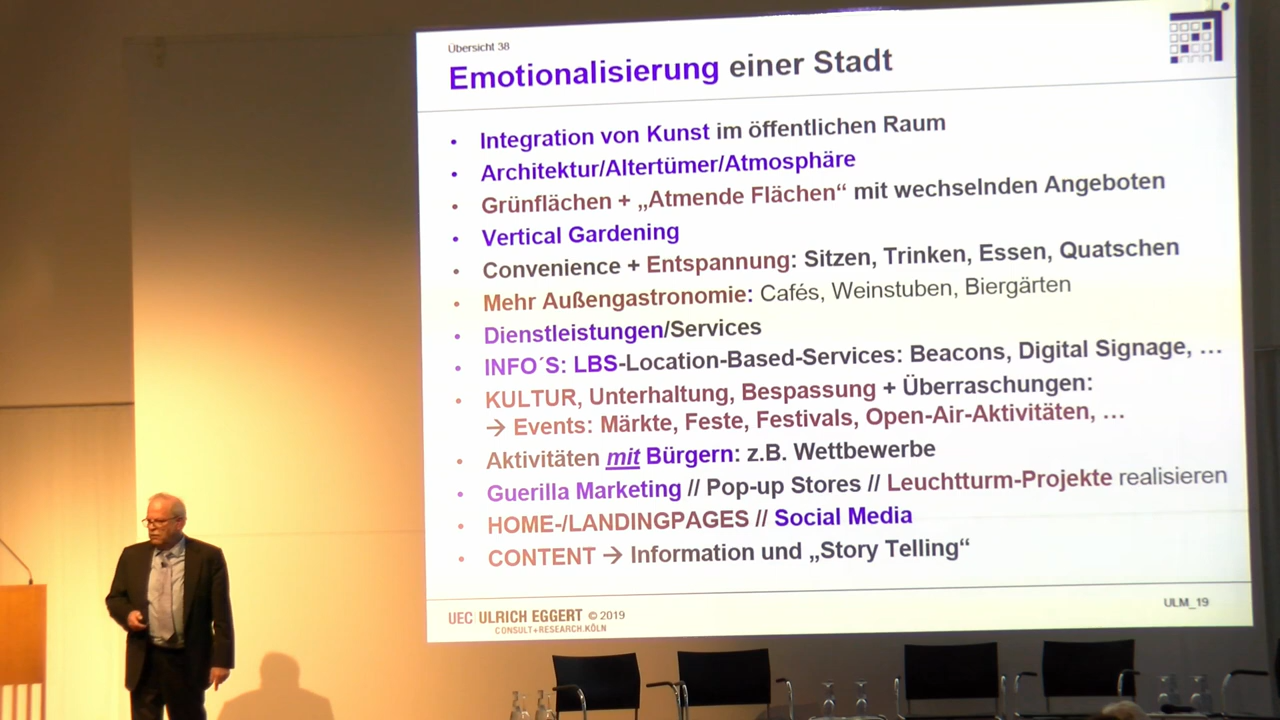 Übersicht 38
Emotionalisierung einer Stadt
• Integration von Kunst im öffentlichen Raum
• Architektur/Altertümer/Atmosphäre
• Grünflächen + „Atmende Flächen“ mit wechselnden Angeboten
• Vertical Gardening
• Convenience + Entspannung: Sitzen, Trinken, Essen, Quatschen
• Mehr Außengastronomie: Cafés, Weinstuben, Biergärten
• Dienstleistungen/Services
• INFO´S: LBS-Location-Based-Services: Beacons, Digital Signage, …
• KULTUR, Unterhaltung, Bespassung + Überraschungen:
→ Events: Märkte, Feste, Festivals, Open-Air-Aktivitäten, …
• Aktivitäten mit Bürgern: z.B. Wettbewerbe
• Guerilla Marketing // Pop-up Stores // Leuchtturm-Projekte realisieren
• HOME-/LANDINGPAGES // Social Media
• CONTENT → Information und „Story Telling“
UEC ULRICH EGGERT © 2019
CONSULT+RESEARCH.KÖLN
ULM_19